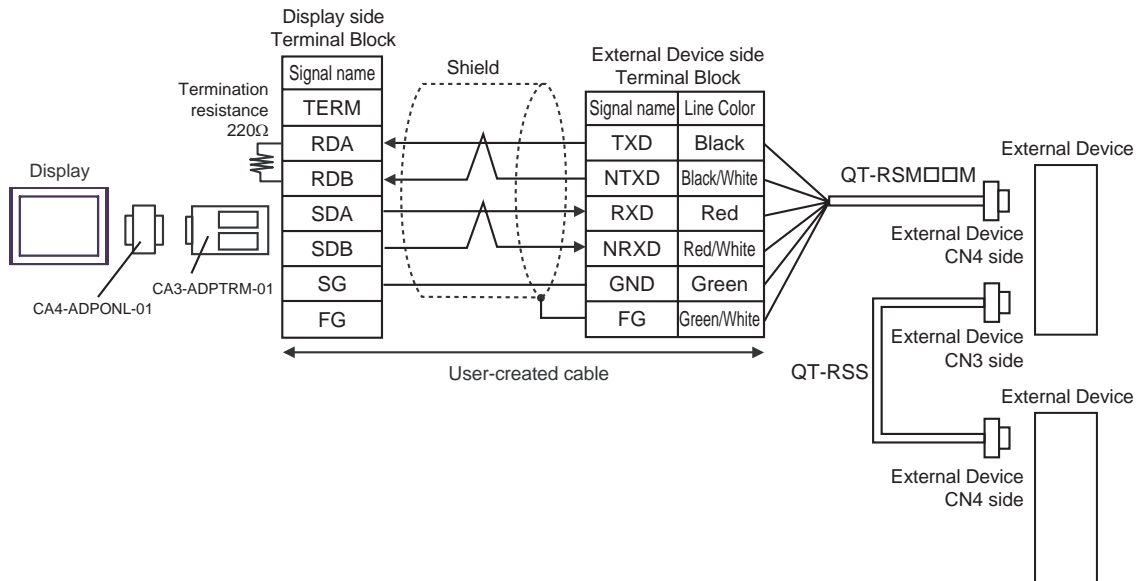 Display side
Terminal Block
Signal name
TERM
RDA
RDB
SDA
SDB
SG
FG
Termination
resistance
220Ω
Shield
External Device side
Terminal Block
Signal name Line Color
TXD Black
NTXD Black/White
RXD Red
NRXD Red/White
GND Green
FG Green/White
Display
CA4-ADPONL-01
CA3-ADPTRM-01
User-created cable
QT-RSM□□M
External Device
External Device
CN4 side
External Device
CN3 side
QT-RSS
External Device
External Device
CN4 side